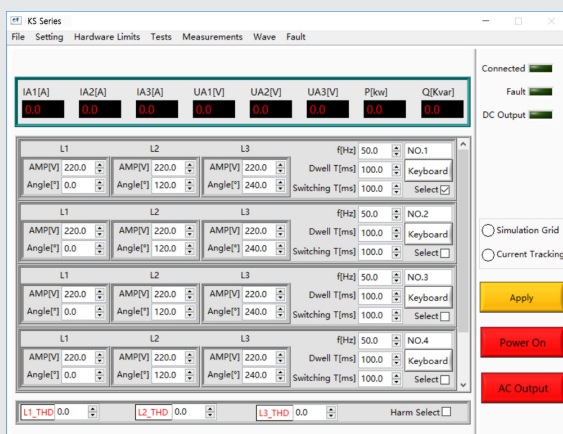 KS Series
File Setting Hardware Limits Tests Measurements Wave Fault
Connected
Fault
DC Output
IA1[A] IA2[A] IA3[A] UA1[V] UA2[V] UA3[V] P[kw] Q[Kvar]
0.0 0.0 0.0 0.0 0.0 0.0 0.0 0.0
L1 L2 L3 f[Hz] 50.0 NO.1
AMP[V] 220.0 AMP[V] 220.0 AMP[V] 220.0 Dwell T[ms] 100.0 Keyboard
Angle[°] 0.0 Angle[°] 120.0 Angle[°] 240.0 Switching T[ms] 100.0 Select
L1 L2 L3 f[Hz] 50.0 NO.2
AMP[V] 220.0 AMP[V] 220.0 AMP[V] 220.0 Dwell T[ms] 100.0 Keyboard
Angle[°] 0.0 Angle[°] 120.0 Angle[°] 240.0 Switching T[ms] 100.0 Select
L1 L2 L3 f[Hz] 50.0 NO.3
AMP[V] 220.0 AMP[V] 220.0 AMP[V] 220.0 Dwell T[ms] 100.0 Keyboard
Angle[°] 0.0 Angle[°] 120.0 Angle[°] 240.0 Switching T[ms] 100.0 Select
L1 L2 L3 f[Hz] 50.0 NO.4
AMP[V] 220.0 AMP[V] 220.0 AMP[V] 220.0 Dwell T[ms] 100.0 Keyboard
Angle[°] 0.0 Angle[°] 120.0 Angle[°] 240.0 Switching T[ms] 100.0 Select
L1_THD 0.0 L2_THD 0.0 L3_THD 0.0 Harm Select
Simulation Grid
Current Tracking
Apply
Power On
AC Output